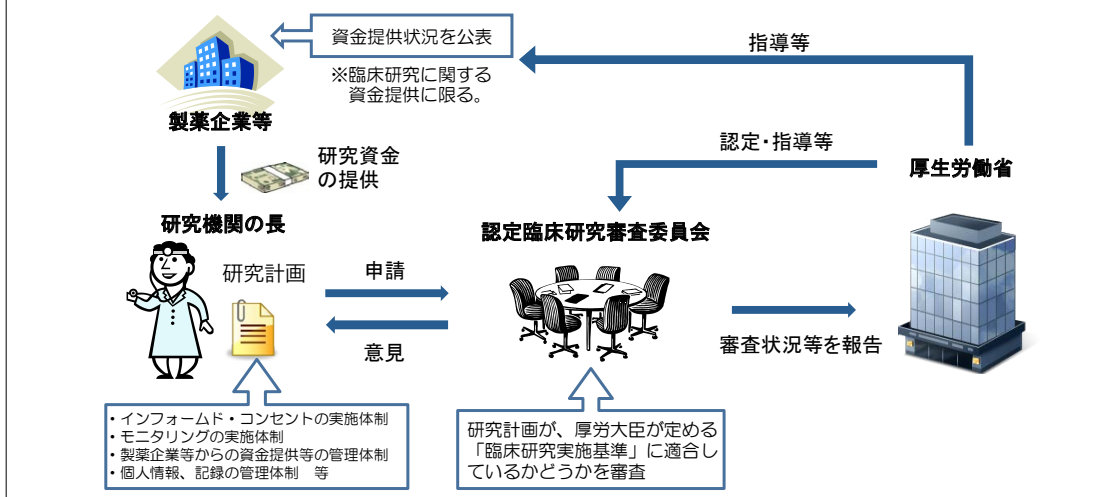 資金提供状況を公表
※臨床研究に関する
資金提供に限る。
指導等
製薬企業等
研究資金
の提供
認定・指導等
厚生労働省
研究機関の長
認定臨床研究審査委員会
研究計画
申請
意見
審査状況等を報告
・インフォームド・コンセントの実施体制
・モニタリングの実施体制
・製薬企業等からの資金提供等の管理体制
・個人情報、記録の管理体制　等
研究計画が、厚労大臣が定める
「臨床研究実施基準」に適合し
ているかどうかを審査